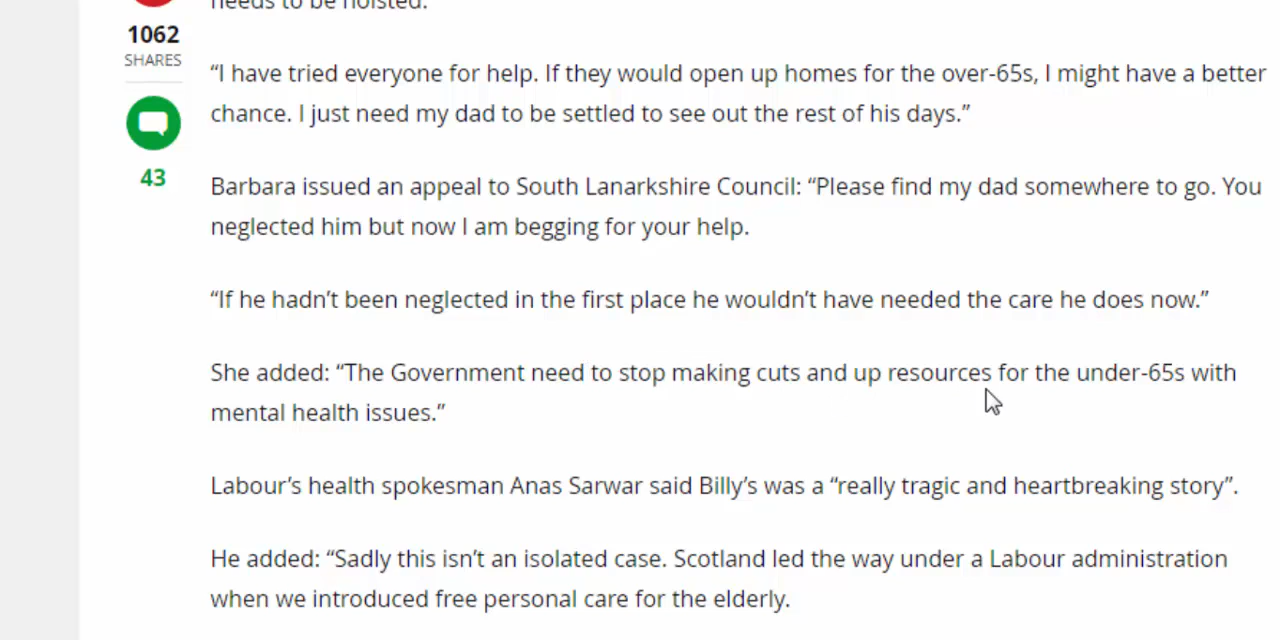 needs to be hoisted.
1062
SHARES
“I have tried everyone for help. If they would open up homes for the over-65s, I might have a better
chance. I just need my dad to be settled to see out the rest of his days.”
43
Barbara issued an appeal to South Lanarkshire Council: “Please find my dad somewhere to go. You
neglected him but now I am begging for your help.
“If he hadn’t been neglected in the first place he wouldn’t have needed the care he does now.”
She added: “The Government need to stop making cuts and up resources for the under-65s with
mental health issues.”
Labour’s health spokesman Anas Sarwar said Billy’s was a “really tragic and heartbreaking story”.
He added: “Sadly this isn’t an isolated case. Scotland led the way under a Labour administration
when we introduced free personal care for the elderly.